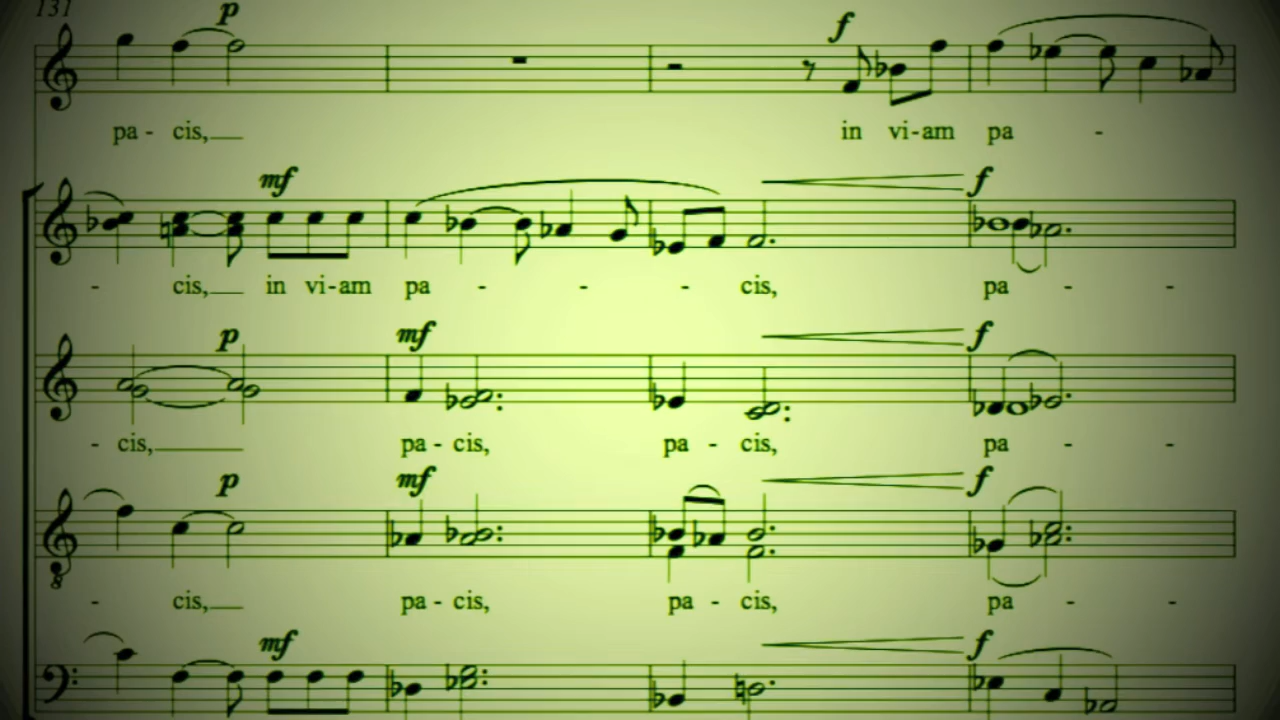 131
p
f
pa - cis,
in vi-am pa -
mf
f
- cis, in vi-am pa - - - cis, pa - -
p mf f
- cis, pa - cis, pa - cis, pa - -
p mf f
8
- cis, pa - cis, pa - cis, pa - -
mf f